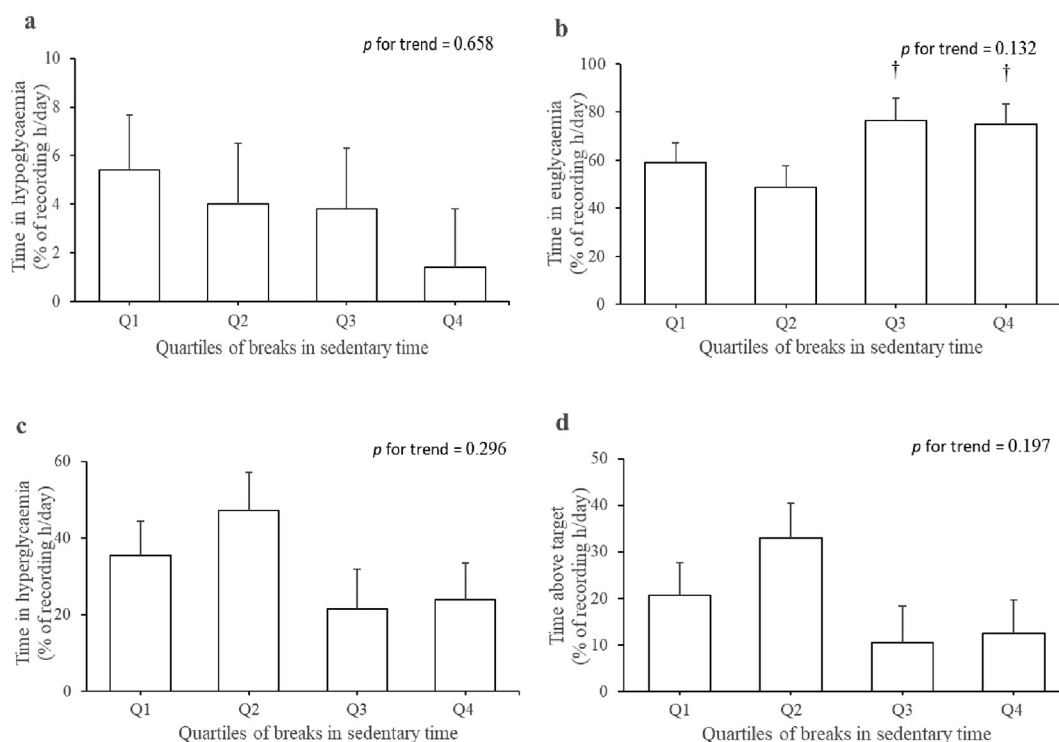 a
p for trend = 0.658
Time in hypoglycaemia
(% of recording h/day)
10
8
6
4
2
0
Q1 Q2 Q3 Q4
Quartiles of breaks in sedentary time
b
p for trend = 0.132
Time in euglycaemia
(% of recording h/day)
100
80
60
40
20
0
† †
Q1 Q2 Q3 Q4
Quartiles of breaks in sedentary time
c
p for trend = 0.296
Time in hyperglycaemia
(% of recording h/day)
60
40
20
0
Q1 Q2 Q3 Q4
Quartiles of breaks in sedentary time
d
p for trend = 0.197
Time above target
(% of recording h/day)
50
40
30
20
10
0
Q1 Q2 Q3 Q4
Quartiles of breaks in sedentary time